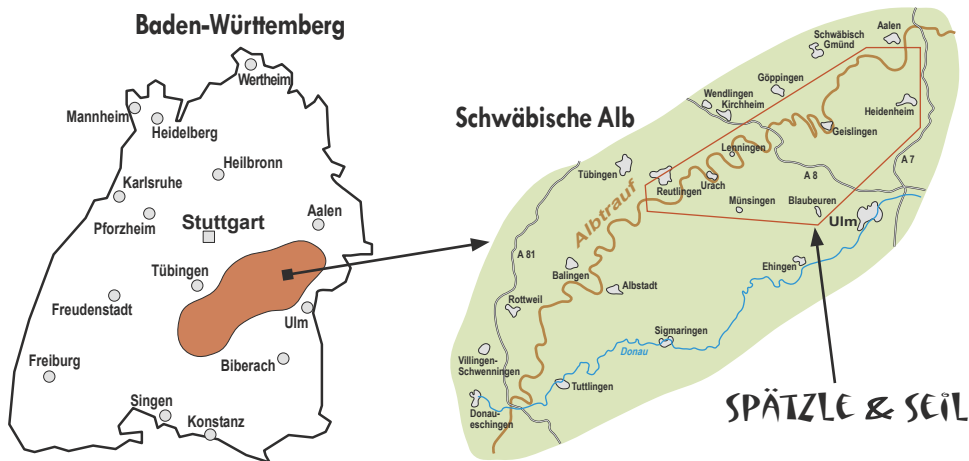 Baden-Württemberg
Wertheim
Mannheim
Heidelberg
Heilbronn
Karlsruhe
Pforzheim
Stuttgart
Aalen
Tübingen
Freudenstadt
Ulm
Freiburg
Biberach
Singen
Konstanz
Schwäbische Alb
Aalen
Schwäbisch
Gmünd
Göppingen
Wendlingen
Kirchheim
Heidenheim
Geislingen
Lenningen
A 7
Tübingen
Reutlingen
Urach
A 8
Münsingen
Blaubeuren
Ulm
Albtrauf
A 81
Ehingen
Balingen
Albstadt
Rottweil
Sigmaringen
Donau
Villingen-
Schwenningen
Tuttlingen
Donau-
eschingen
SPÄTZLE & SEIL